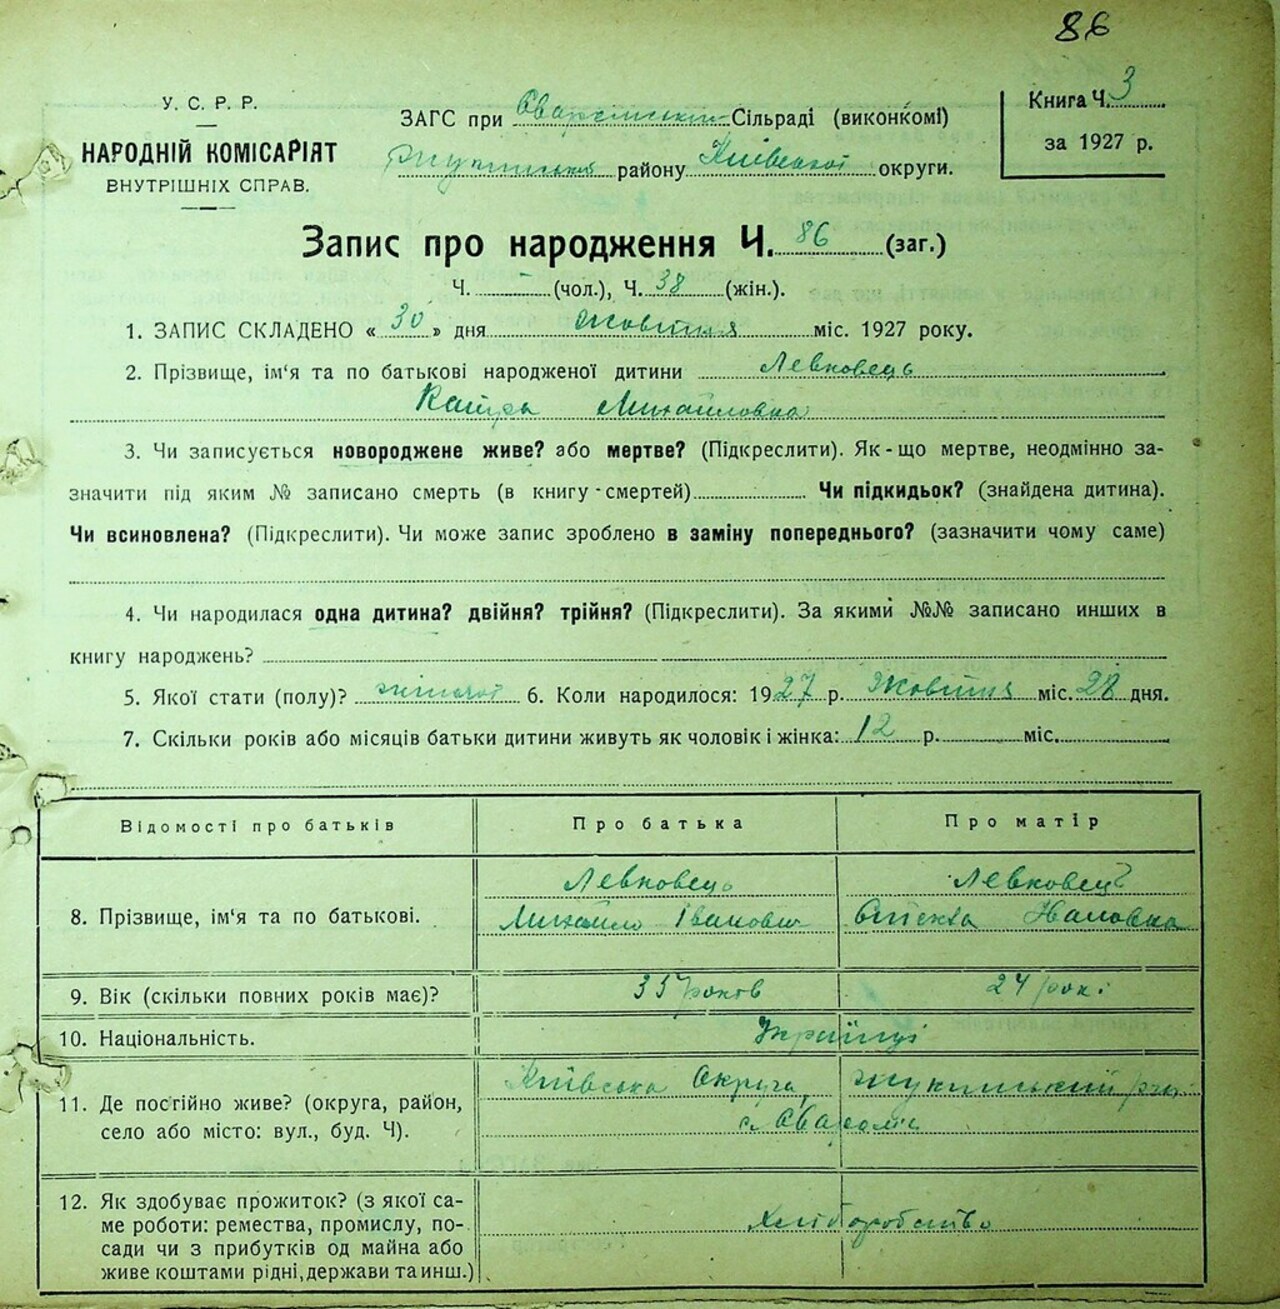 86
У. С. Р. Р.
НАРОДНІЙ КОМІСАРІЯТ
ВНУТРІШНІХ СПРАВ.
ЗАГС при Сваромській Сільраді (виконкомі)
Жукинській району Київської округи.
Книга Ч. 3
за 1927 р.
Запис про народження Ч. 86 (заг.)
Ч. – (чол.), Ч. 38 (жін.).
1. ЗАПИС СКЛАДЕНО « 30 » дня Жовтня міс. 1927 року.
2. Прізвище, ім‘я та по батькові народженої дитини Левковець
Михайловна
3. Чи записується новороджене живе? або мертве? (Підкреслити). Як-що мертве, неодмінно за-
значити під яким № записано смерть (в книгу-смертей) Чи підкидьок? (знайдена дитина).
Чи всиновлена? (Підкреслити). Чи може запис зроблено в заміну попереднього? (зазначити чому саме)
4. Чи народилася одна дитина? двійня? трійня? (Підкреслити). За якими №№ записано инших в
книгу народжень?
5. Якої стати (полу)? жіночої 6. Коли народилося: 1927 р. Жовтня міс. 28 дня.
7. Скільки років або місяців батьки дитини живуть як чоловік і жінка: 12 р. міс.
Відомості про батьків
Про батька
Про матір
8. Прізвище, ім‘я та по батькові.
Левковець
Михайло Іванович
Левковець
9. Вік (скільки повних років має)?
35 років
24 рокі
10. Національність.
Українці
11. Де постійно живе? (округа, район,
село або місто: вул., буд. Ч).
Київська Округа, Жукинський рай.
с. Сваромє
12. Як здобуває прожиток? (з якої са-
ме роботи: ремества, промислу, по-
сади чи з прибутків од майна або
живе коштами рідні, держави та инш.)
Хліборобство